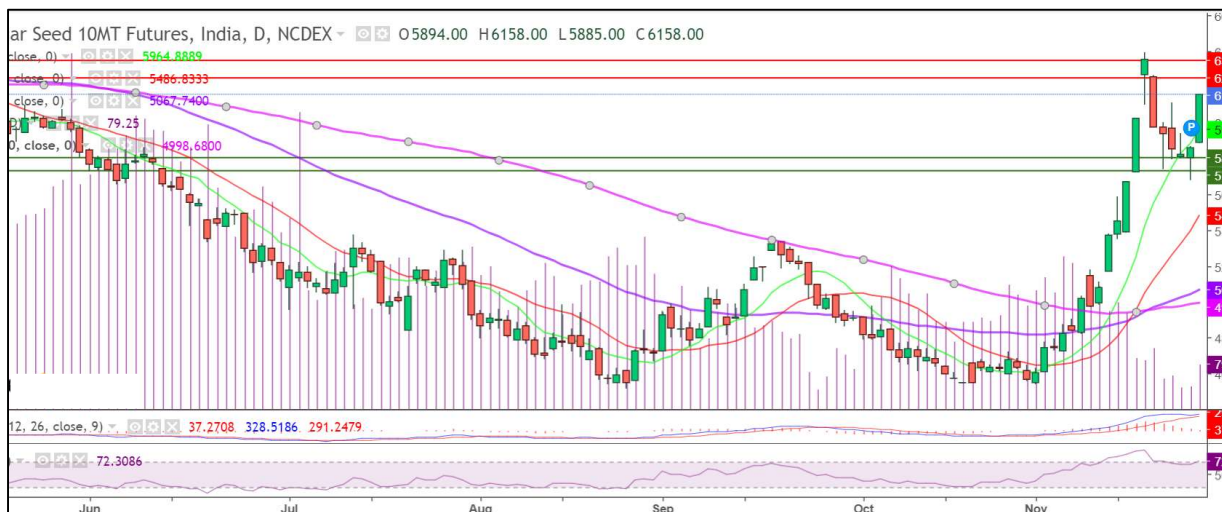 ar Seed 10MT Futures, India, D, NCDEX O5894.00 H6158.00 L5885.00 C6158.00
close, 0) 5964.8889
close, 0) 5486.8333
close, 0) 5067.7400
79.25
0, close, 0) 4998.6800
P
12, 26, close, 9) 37.2708 328.5186 291.2479
72.3086
Jun Jul Aug Sep Oct Nov